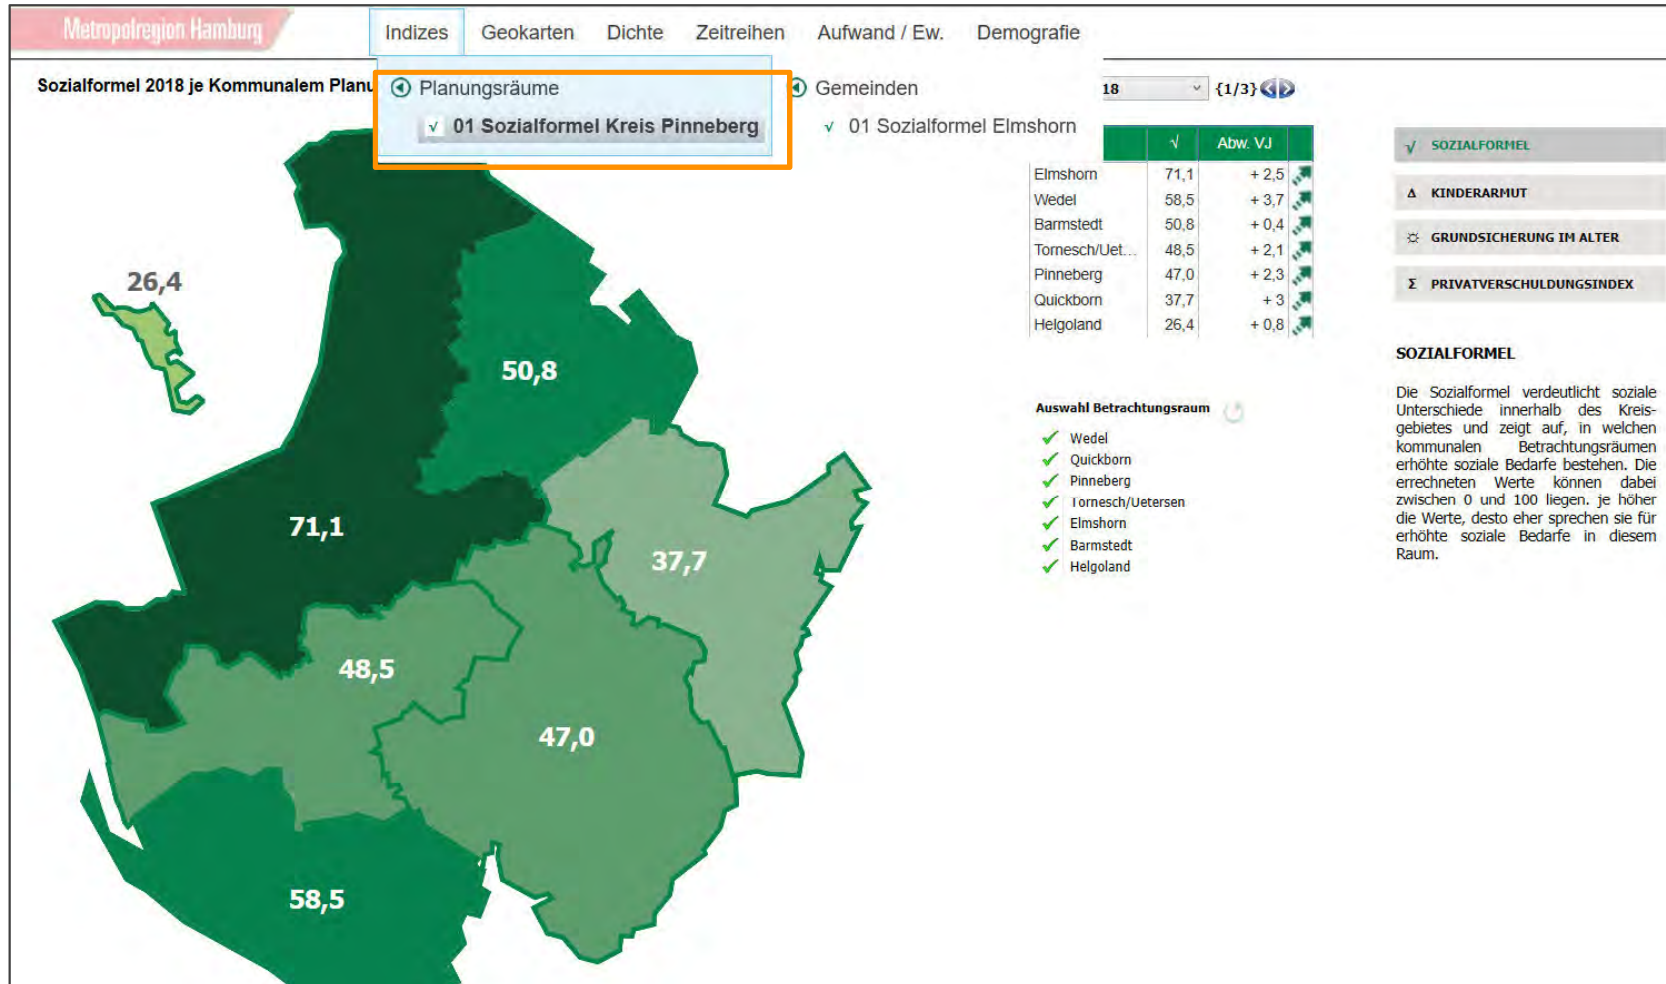 Metropolregion Hamburg
Indizes Geokarten Dichte Zeitreihen Aufwand / Ew. Demografie
Sozialformel 2018 je Kommunalem Planu
Planungsräume
√ 01 Sozialformel Kreis Pinneberg
Gemeinden
√ 01 Sozialformel Elmshorn
18 {1/3}
√ Abw. VJ
Elmshorn 71,1 + 2,5
Wedel 58,5 + 3,7
Barmstedt 50,8 + 0,4
Tornesch/Uet... 48,5 + 2,1
Pinneberg 47,0 + 2,3
Quickborn 37,7 + 3
Helgoland 26,4 + 0,8
Auswahl Betrachtungsraum
Wedel
Quickborn
Pinneberg
Tornesch/Uetersen
Elmshorn
Barmstedt
Helgoland
√ SOZIALFORMEL
Δ KINDERARMUT
☼ GRUNDSICHERUNG IM ALTER
Σ PRIVATVERSCHULDUNGSINDEX
SOZIALFORMEL
Die Sozialformel verdeutlicht soziale
Unterschiede innerhalb des Kreis-
gebietes und zeigt auf, in welchen
kommunalen Betrachtungsräumen
erhöhte soziale Bedarfe bestehen. Die
errechneten Werte können dabei
zwischen 0 und 100 liegen. je höher
die Werte, desto eher sprechen sie für
erhöhte soziale Bedarfe in diesem
Raum.
26,4
50,8
71,1
37,7
48,5
47,0
58,5